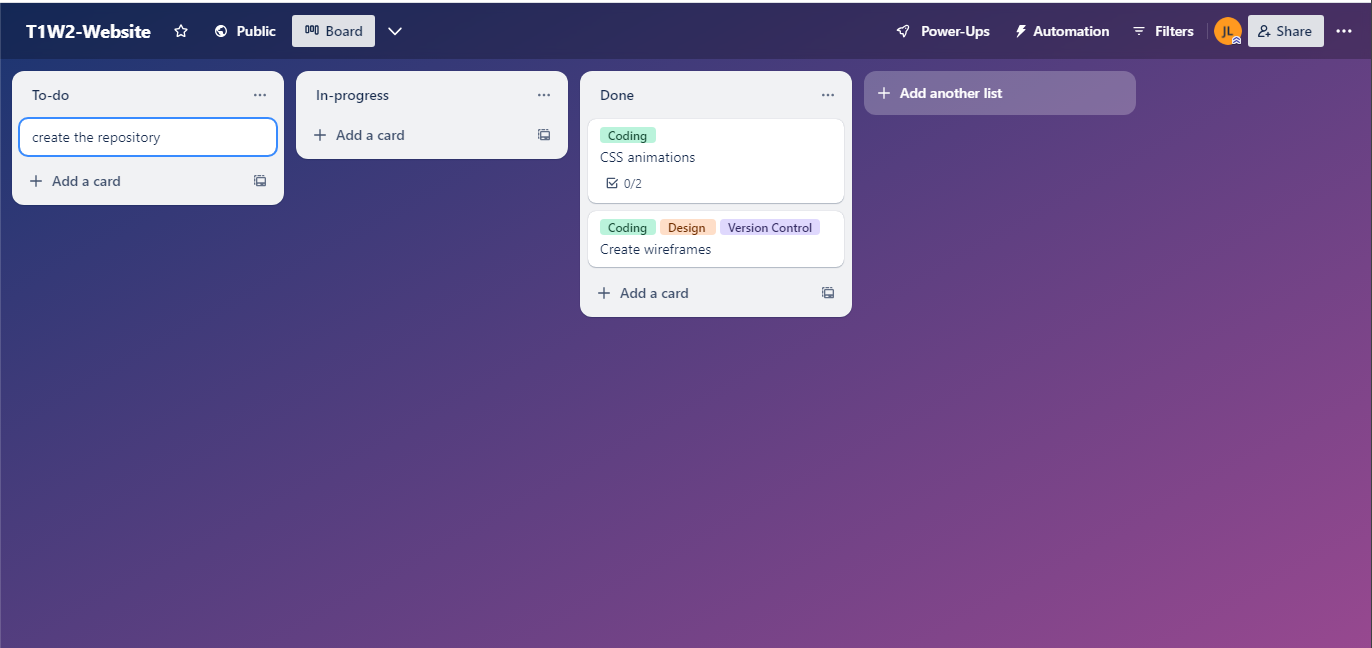 T1W2-Website Public Board Power-Ups Automation Filters JL Share
To-do
create the repository
Add a card
In-progress
Add a card
Done
Coding
CSS animations
0/2
Coding Design Version Control
Create wireframes
Add a card
Add another list